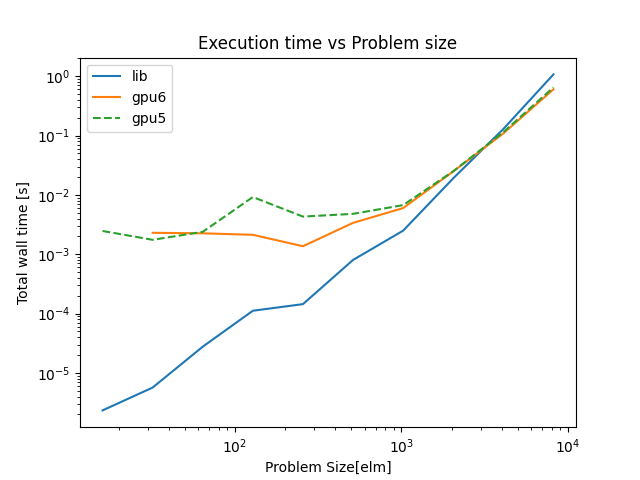 Execution time vs Problem size
lib
gpu6
gpu5
10⁰
10⁻¹
10⁻²
10⁻³
10⁻⁴
10⁻⁵
Total wall time [s]
10² 10³ 10⁴
Problem Size[elm]